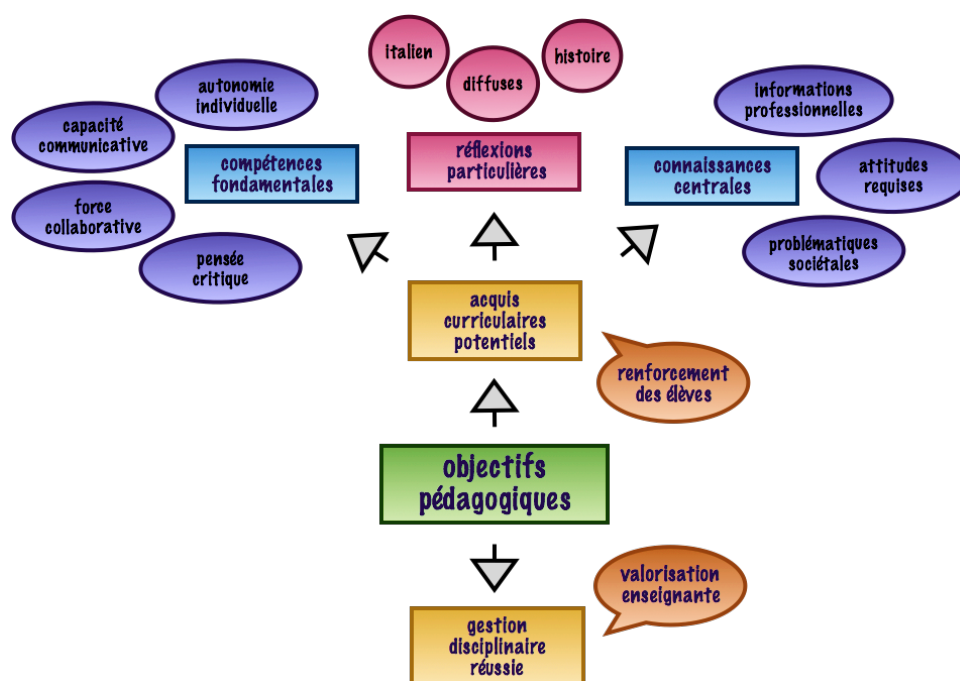 italien
diffuses
histoire
autonomie
individuelle
capacité
communicative
force
collaborative
pensée
critique
compétences
fondamentales
réflexions
particulières
connaissances
centrales
informations
professionnelles
attitudes
requises
problématiques
sociétales
acquis
curriculaires
potentiels
renforcement
des élèves
objectifs
pédagogiques
valorisation
enseignante
gestion
disciplinaire
réussie